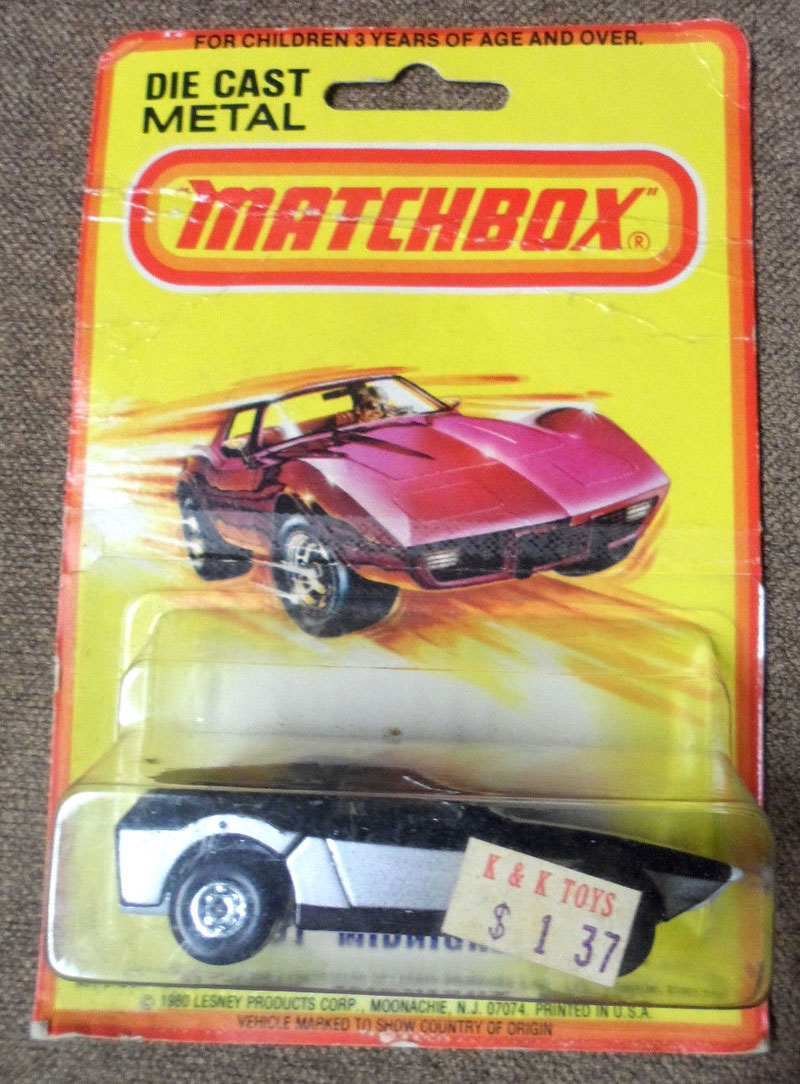 FOR CHILDREN 3 YEARS OF AGE AND OVER.
DIE CAST
METAL
"MATCHBOX"®
K & K TOYS
$ 1 37
© 1980 LESNEY PRODUCTS CORP., MOONACHIE, N.J. 07074. PRINTED IN U.S.A.
VEHICLE MARKED TO SHOW COUNTRY OF ORIGIN